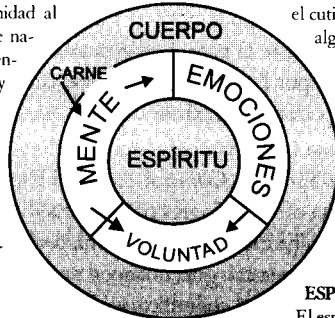 nidad al
e na-
en-
y
el cuti
alg
CUERPO
CARNE
MENTE
EMOCIONES
ESPÍRITU
VOLUNTAD
ESP
El esp